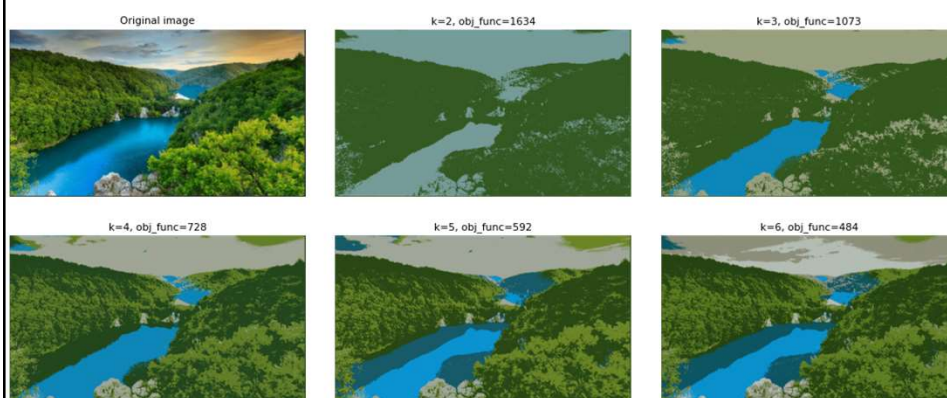 Original image
k=2, obj_func=1634
k=3, obj_func=1073
k=4, obj_func=728
k=5, obj_func=592
k=6, obj_func=484